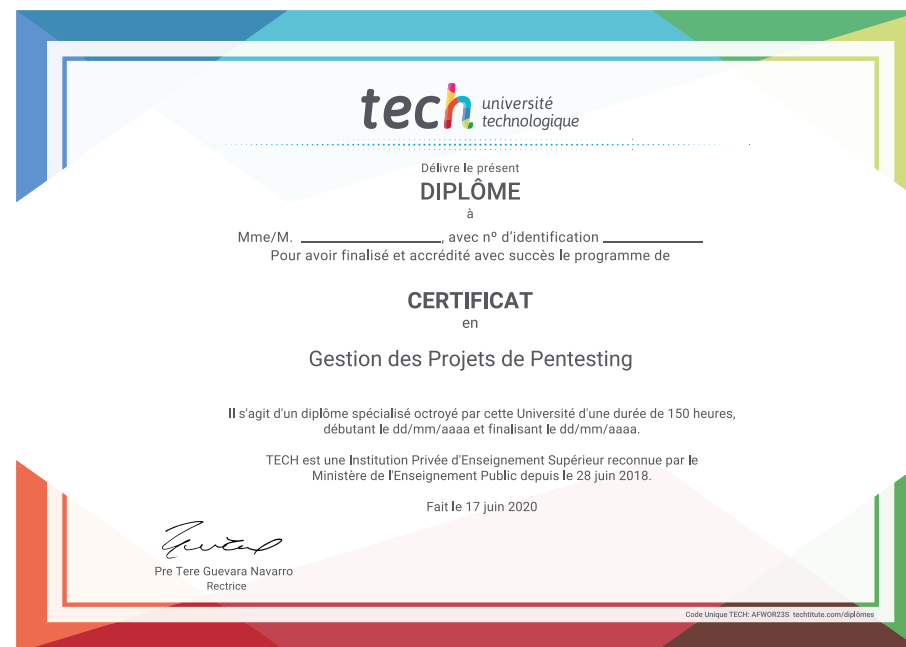 tech université
technologique
Délivre le présent
DIPLÔME
à
Mme/M. ____________________, avec nº d'identification ______________
Pour avoir finalisé et accrédité avec succès le programme de
CERTIFICAT
en
Gestion des Projets de Pentesting
Il s'agit d'un diplôme spécialisé octroyé par cette Université d'une durée de 150 heures,
débutant le dd/mm/aaaa et finalisant le dd/mm/aaaa.
TECH est une Institution Privée d'Enseignement Supérieur reconnue par le
Ministère de l'Enseignement Public depuis le 28 juin 2018.
Fait le 17 juin 2020
Pre Tere Guevara Navarro
Rectrice
Code Unique TECH: AFWOR23S techtitute.com/diplômes